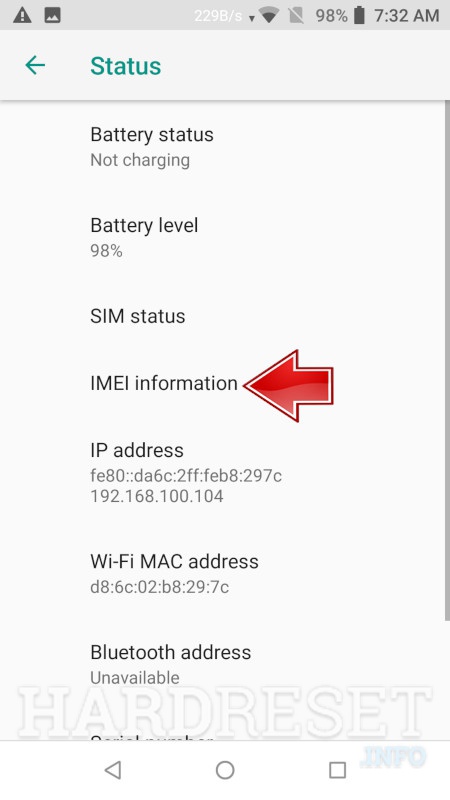 229B/s 98% 7:32 AM
Status
Battery status
Not charging
Battery level
98%
SIM status
IMEI information
IP address
fe80::da6c:2ff:feb8:297c
192.168.100.104
Wi-Fi MAC address
d8:6c:02:b8:29:7c
Bluetooth address
Unavailable
HARDRESET
Serial number
.INFO